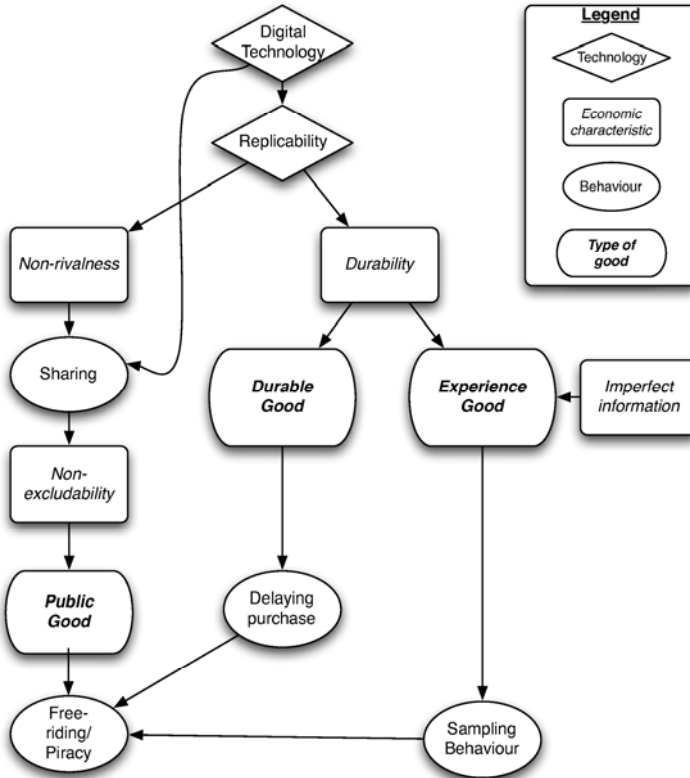 Digital
Technology
Replicability
Non-rivalness
Durability
Sharing
Durable
Good
Experience
Good
Imperfect
information
Non-
excludability
Public
Good
Delaying
purchase
Free-
riding/
Piracy
Sampling
Behaviour
Legend
Technology
Economic
characteristic
Behaviour
Type of
good